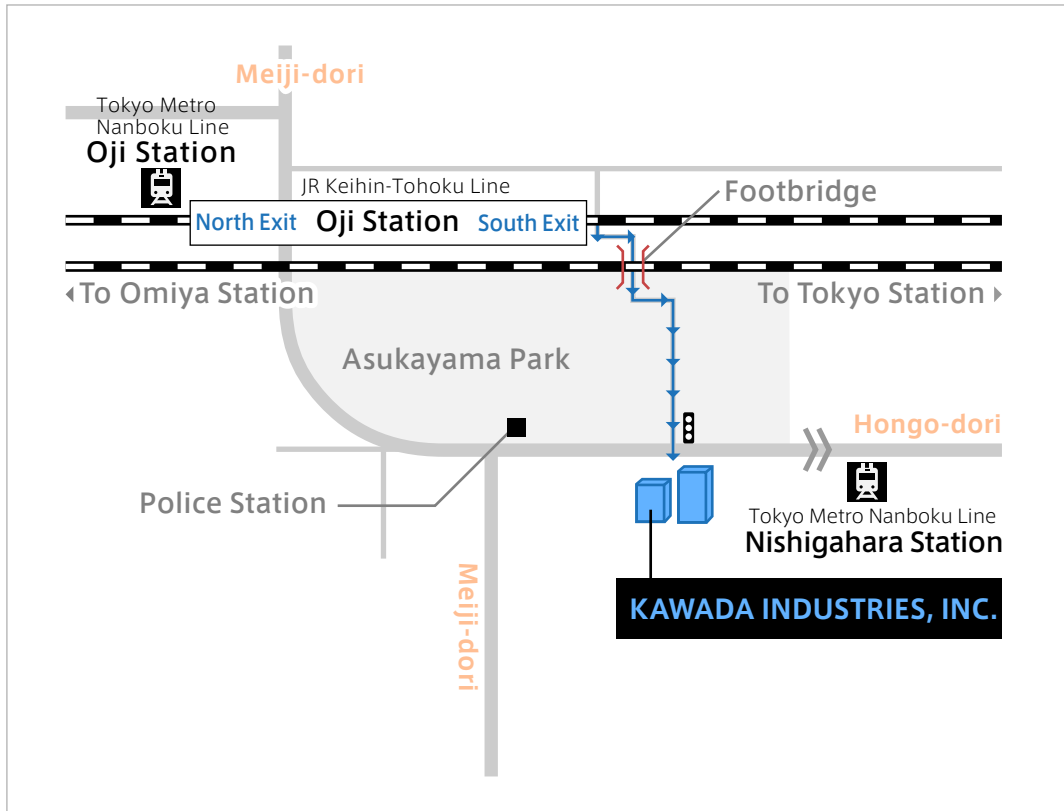 Meiji-dori
Tokyo Metro
Nanboku Line
Oji Station
JR Keihin-Tohoku Line
North Exit
Oji Station
South Exit
Footbridge
To Omiya Station
To Tokyo Station
Asukayama Park
Hongo-dori
Police Station
Tokyo Metro Nanboku Line
Nishigahara Station
Meiji-dori
KAWADA INDUSTRIES, INC.